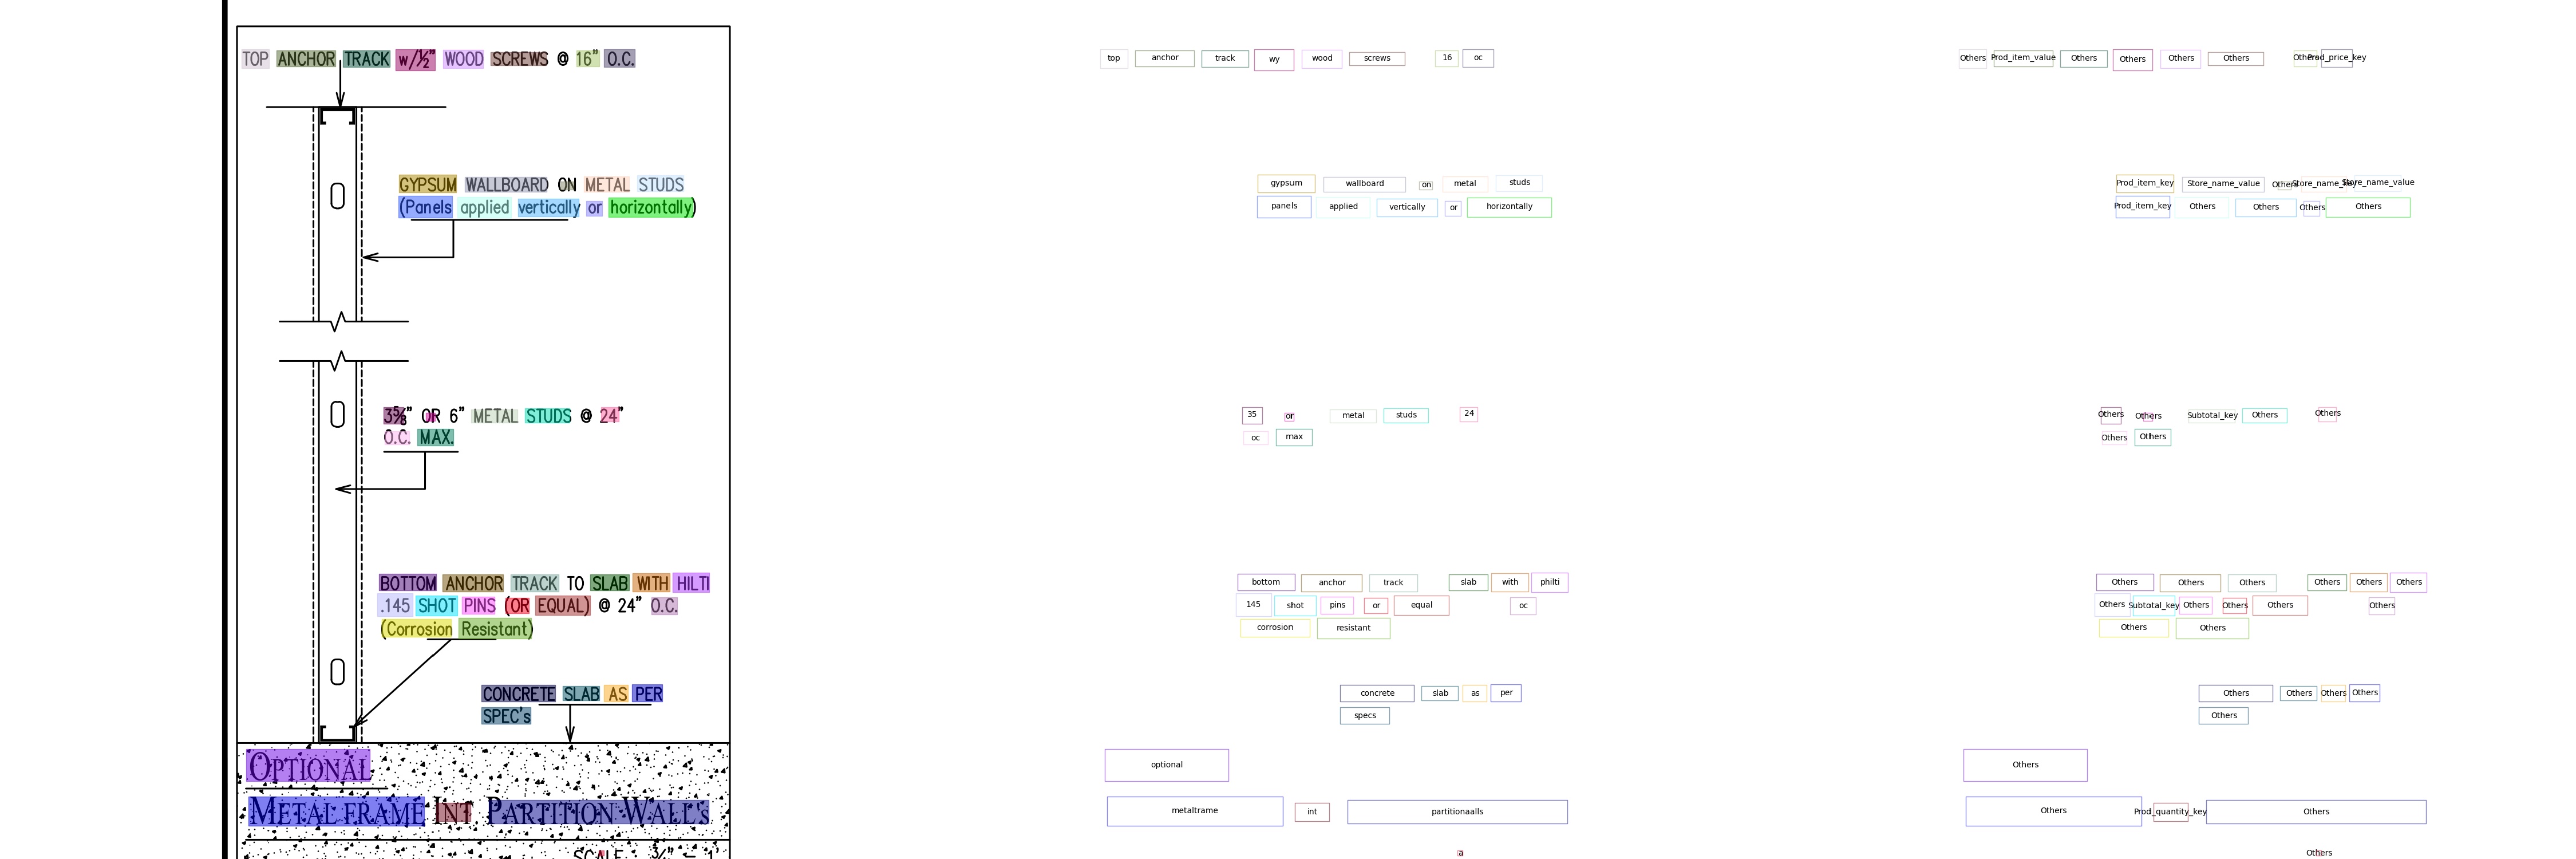 TOP ANCHOR TRACK w/½" WOOD SCREWS @ 16" O.C.
GYPSUM WALLBOARD ON METAL STUDS
(Panels applied vertically or horizontally)
3⅝" OR 6" METAL STUDS @ 24"
O.C. MAX.
BOTTOM ANCHOR TRACK TO SLAB WITH HILTI
.145 SHOT PINS (OR EQUAL) @ 24" O.C.
(Corrosion Resistant)
CONCRETE SLAB AS PER
SPEC's
OPTIONAL
METAL FRAME INT. PARTITION WALL's
top anchor track wy wood screws 16 oc
gypsum wallboard on metal studs
panels applied vertically or horizontally
35 or metal studs 24
oc max
bottom anchor track slab with philti
145 shot pins or equal oc
corrosion resistant
concrete slab as per
specs
optional
metaltrame int partitionaalls
a
Others Prod_item_value Others Others Others Others Others Prod_price_key
Prod_item_key Store_name_value Others Store_name_key Store_name_value
Prod_item_key Others Others Others Others
Others Others Subtotal_key Others Others
Others Others
Others Others Others Others Others Others
Others Subtotal_key Others Others Others Others
Others Others
Others Others Others Others
Others
Others
Others Prod_quantity_key Others
Others